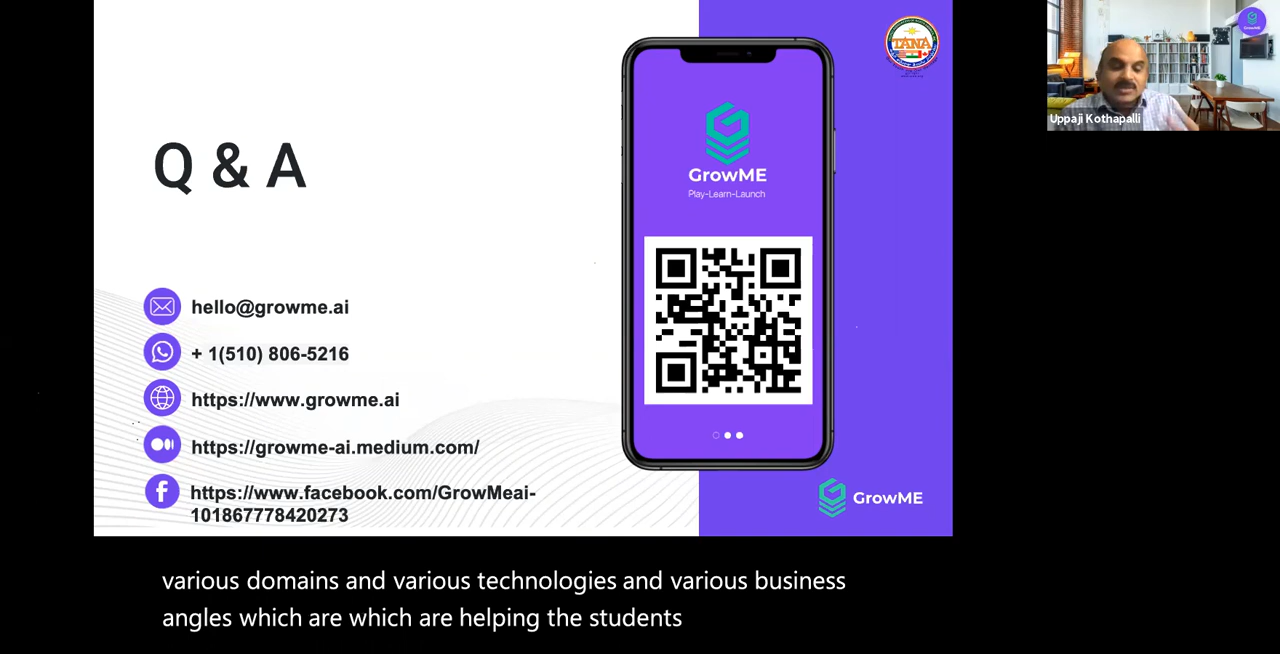 Q & A
hello@growme.ai
+ 1(510) 806-5216
https://www.growme.ai
https://growme-ai.medium.com/
https://www.facebook.com/GrowMeai-
101867778420273
TANA
GrowME
Play-Learn-Launch
GrowME
GrowME
Uppaji Kothapalli
various domains and various technologies and various business
angles which are which are helping the students